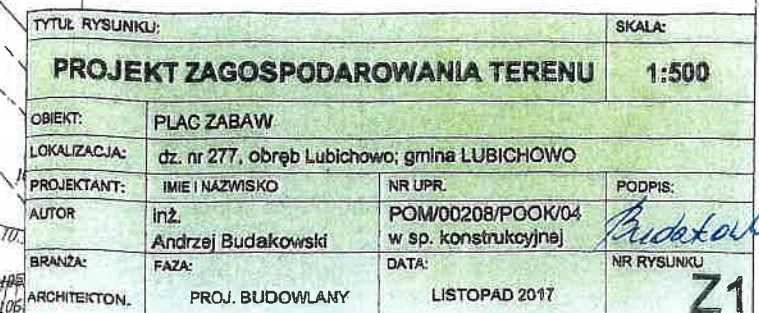 TYTUŁ RYSUNKU: SKALA:
PROJEKT ZAGOSPODAROWANIA TERENU 1:500
OBIEKT: PLAC ZABAW
LOKALIZACJA: dz. nr 277, obręb Lubichowo; gmina LUBICHOWO
PROJEKTANT: IMIE I NAZWISKO NR UPR. PODPIS:
AUTOR inż. POM/00208/POOK/04
Andrzej Budakowski w sp. konstrukcyjnej
BRANŻA: FAZA: DATA: NR RYSUNKU
ARCHITEKTON. PROJ. BUDOWLANY LISTOPAD 2017 Z1